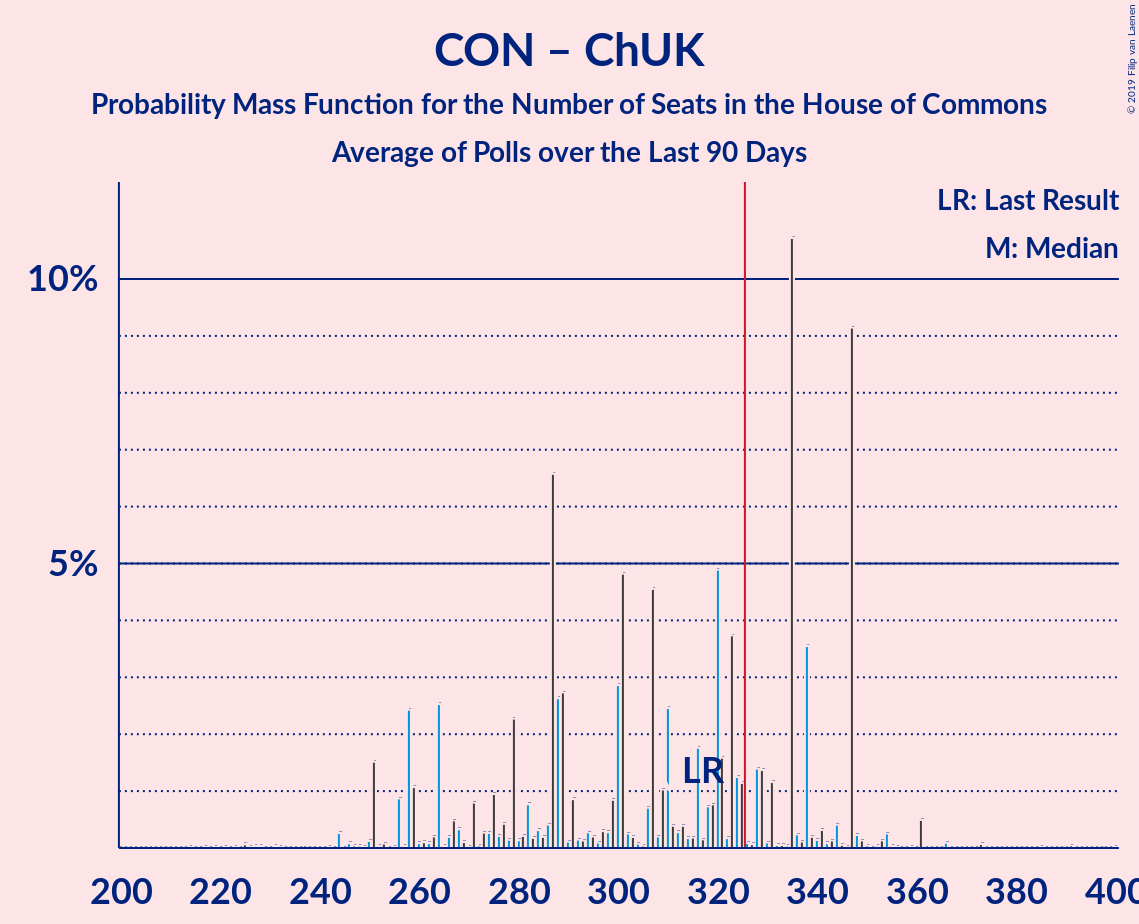 CON – ChUK
Probability Mass Function for the Number of Seats in the House of Commons
Average of Polls over the Last 90 Days
© 2019 Filip van Laenen
LR: Last Result
M: Median
10%
5%
LR
200 220 240 260 280 300 320 340 360 380 400